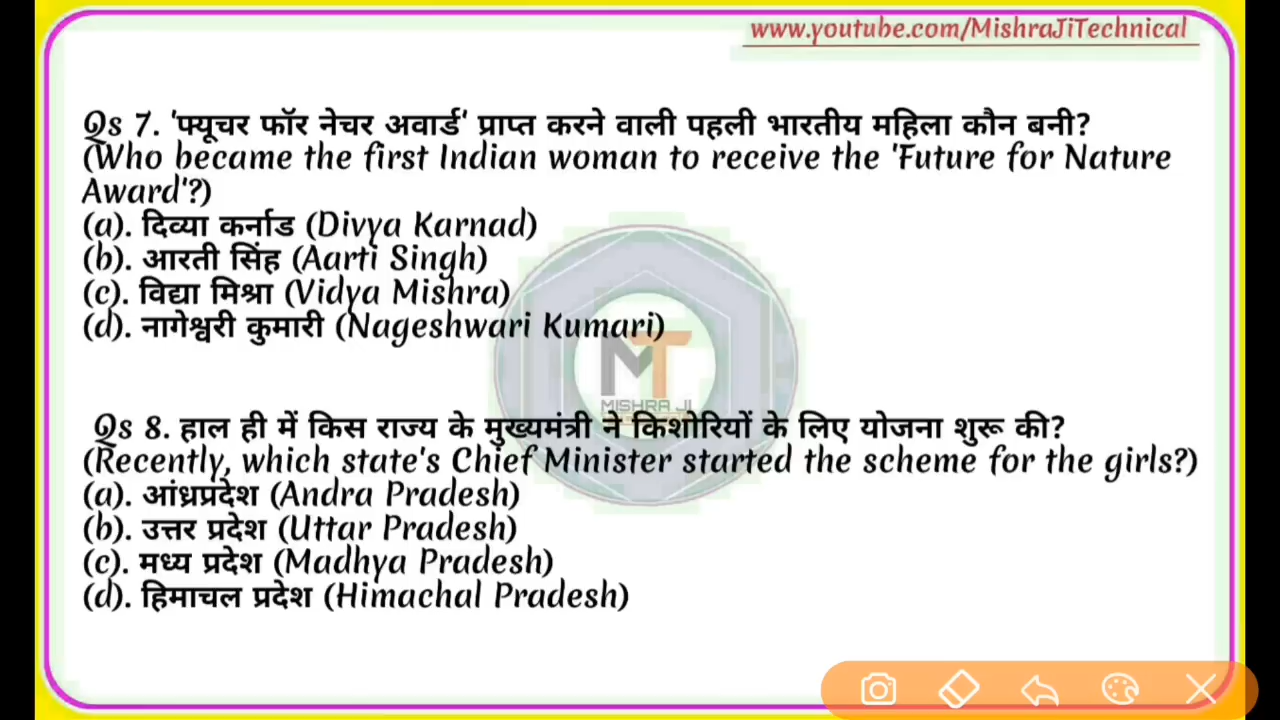 www.youtube.com/MishraJiTechnical
Qs 7. 'फ्यूचर फॉर नेचर अवार्ड' प्राप्त करने वाली पहली भारतीय महिला कौन बनी?
(Who became the first Indian woman to receive the 'Future for Nature
Award'?)
(a). दिव्या कर्नाड (Divya Karnad)
(b). आरती सिंह (Aarti Singh)
(c). विद्या मिश्रा (Vidya Mishra)
(d). नागेश्वरी कुमारी (Nageshwari Kumari)
MT
MISHRA JI
Qs 8. हाल ही में किस राज्य के मुख्यमंत्री ने किशोरियों के लिए योजना शुरू की?
(Recently, which state's Chief Minister started the scheme for the girls?)
(a). आंध्रप्रदेश (Andra Pradesh)
(b). उत्तर प्रदेश (Uttar Pradesh)
(c). मध्य प्रदेश (Madhya Pradesh)
(d). हिमाचल प्रदेश (Himachal Pradesh)